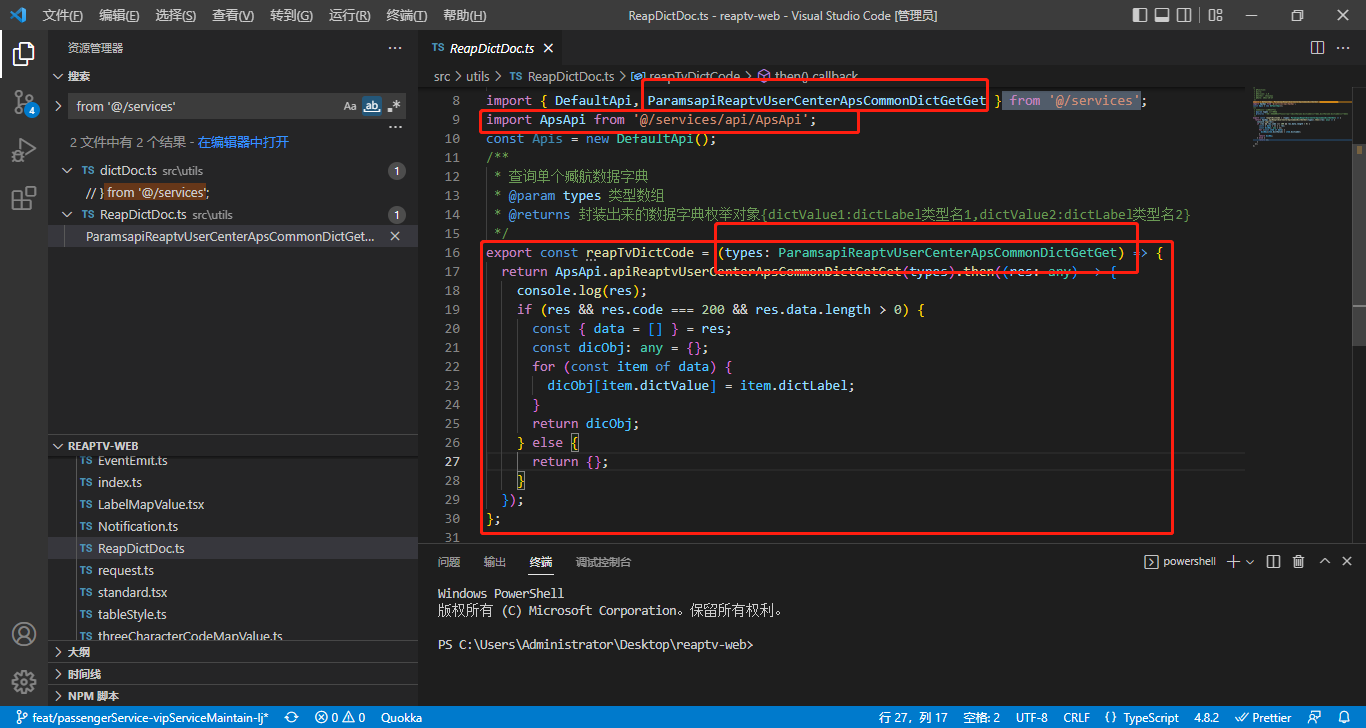 文件(F) 编辑(E) 选择(S) 查看(V) 转到(G) 运行(R) 终端(T) 帮助(H) ReapDictDoc.ts - reaptv-web - Visual Studio Code [管理员]
资源管理器
搜索
from '@/services' Aa ab
2 文件中有 2 个结果 - 在编辑器中打开
TS dictDoc.ts src\utils 1
// } from '@/services';
TS ReapDictDoc.ts src\utils 1
ParamsapiReaptvUserCenterApsCommonDictGet...
4
REAPTV-WEB
TS EventEmit.ts
TS index.ts
TS LabelMapValue.tsx
TS Notification.ts
TS ReapDictDoc.ts
TS request.ts
TS standard.tsx
TS tableStyle.ts
TS threeCharacterCodeMapValue.ts
大纲
时间线
NPM 脚本
TS ReapDictDoc.ts
src > utils > TS ReapDictDoc.ts > reapTvDictCode > then() callback
8 import { DefaultApi, ParamsapiReaptvUserCenterApsCommonDictGetGet } from '@/services';
9 import ApsApi from '@/services/api/ApsApi';
10 const Apis = new DefaultApi();
11 /**
12 * 查询单个臧航数据字典
13 * @param types 类型数组
14 * @returns 封装出来的数据字典枚举对象{dictValue1:dictLabel类型名1,dictValue2:dictLabel类型名2}
15 */
16 export const reapTvDictCode = (types: ParamsapiReaptvUserCenterApsCommonDictGetGet) => {
17 return ApsApi.apiReaptvUserCenterApsCommonDictGetGet(types).then((res: any) => {
18 console.log(res);
19 if (res && res.code === 200 && res.data.length > 0) {
20 const { data = [] } = res;
21 const dicObj: any = {};
22 for (const item of data) {
23 dicObj[item.dictValue] = item.dictLabel;
24 }
25 return dicObj;
26 } else {
27 return {};
28 }
29 });
30 };
31
问题 输出 终端 调试控制台 powershell
Windows PowerShell
版权所有 (C) Microsoft Corporation。保留所有权利。
PS C:\Users\Administrator\Desktop\reaptv-web>
feat/passengerService-vipServiceMaintain-lj* 0 0 Quokka 行 27，列 17 空格: 2 UTF-8 CRLF {} TypeScript 4.8.2 Prettier